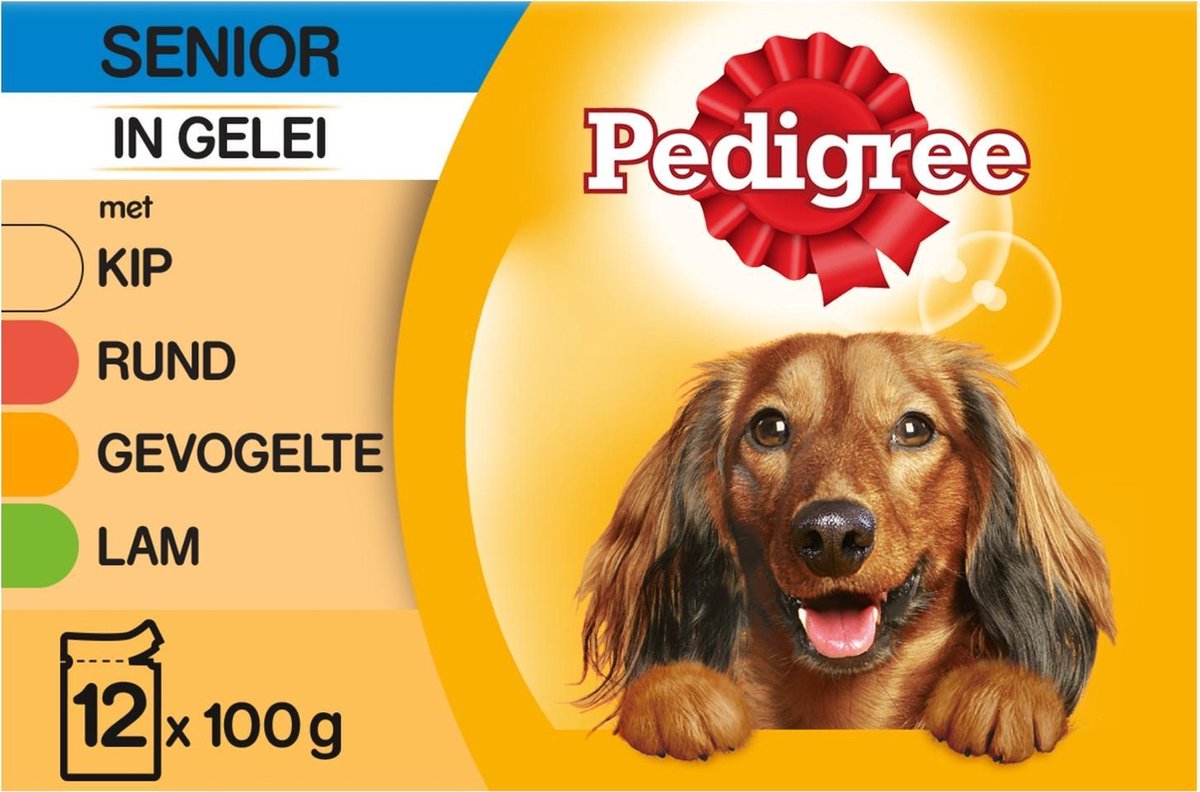 SENIOR
IN GELEI
met
KIP
RUND
GEVOGELTE
LAM
12 x 100 g
Pedigree